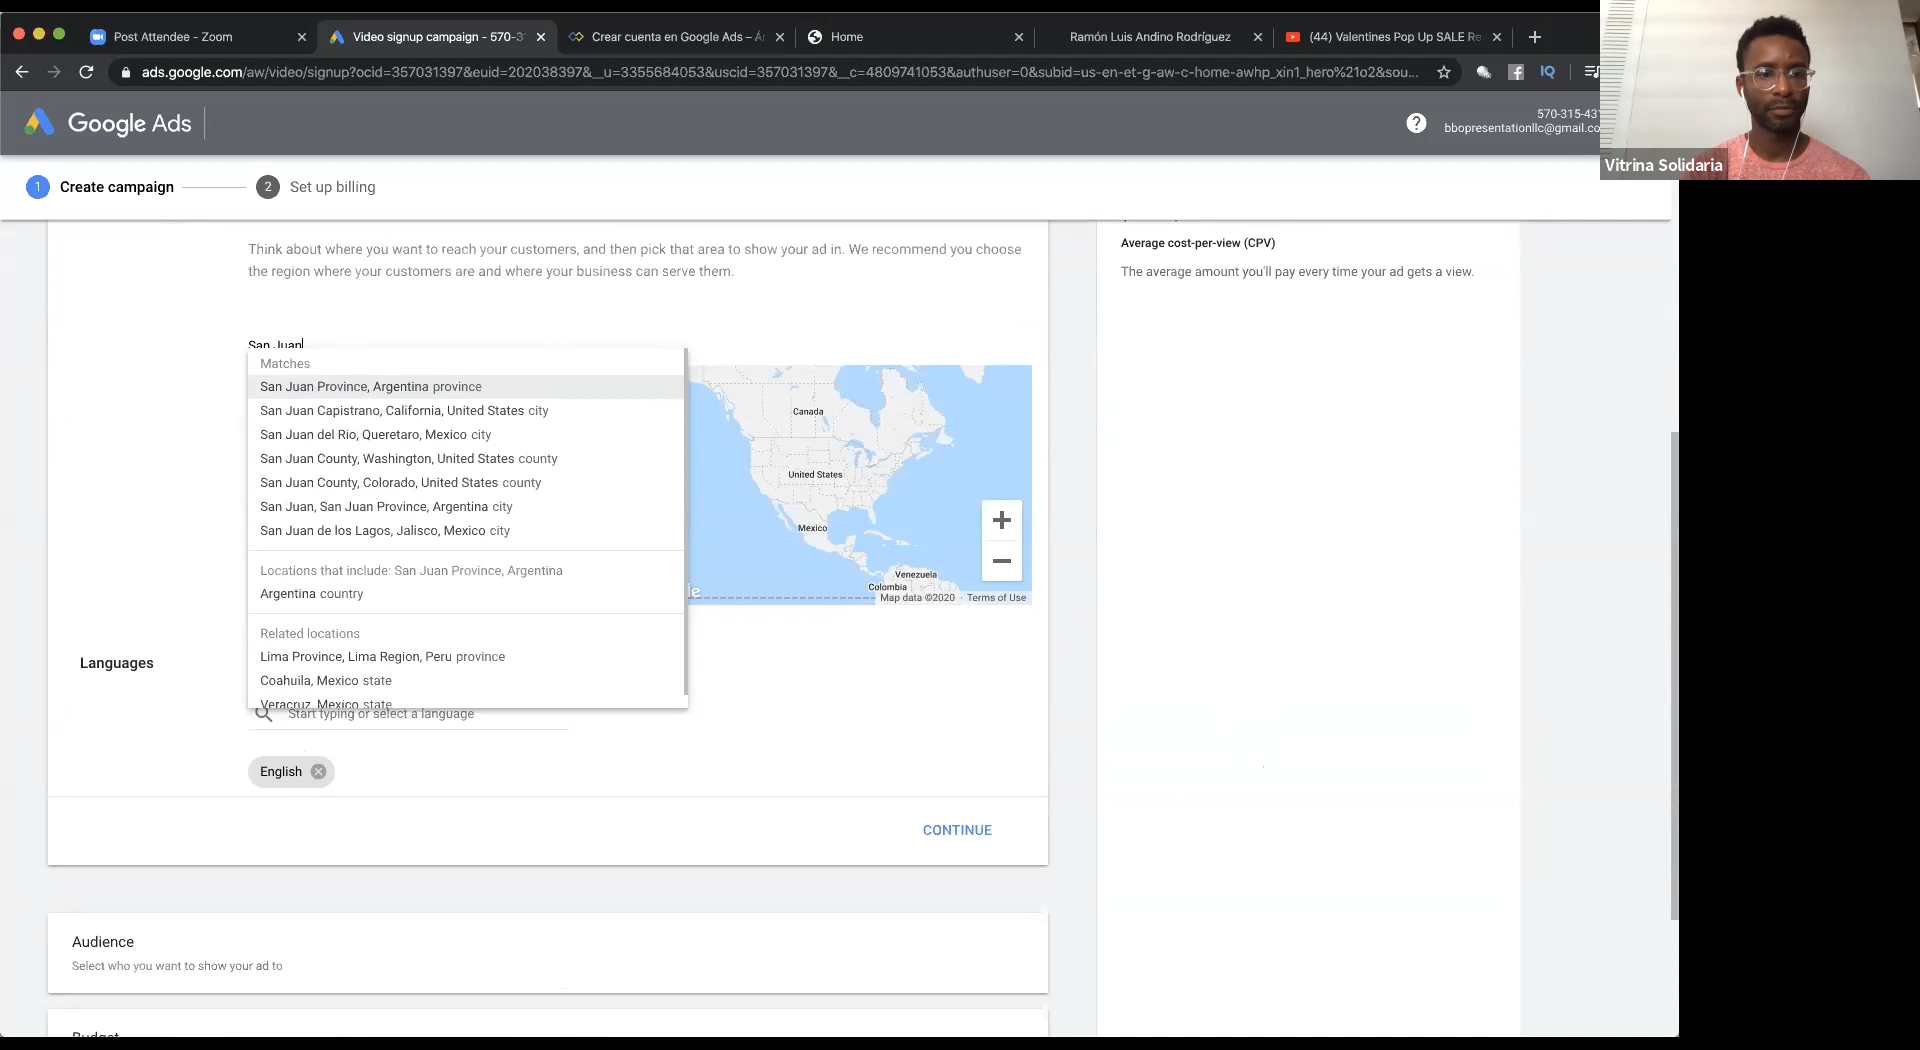 Post Attendee - Zoom
Video signup campaign - 570-3
Crear cuenta en Google Ads –
Home
Ramón Luis Andino Rodríguez
(44) Valentines Pop Up SALE Re
ads.google.com/aw/video/signup?ocid=357031397&euid=202038397&__u=3355684053&uscid=357031397&__c=4809741053&authuser=0&subid=us-en-et-g-aw-c-home-awhp_xin1_hero%21o2&sou...
Google Ads
570-315-43
bbopresentationllc@gmail.co
Vitrina Solidaria
1 Create campaign
2 Set up billing
Think about where you want to reach your customers, and then pick that area to show your ad in. We recommend you choose
the region where your customers are and where your business can serve them.
Average cost-per-view (CPV)
The average amount you'll pay every time your ad gets a view.
San Juan
Matches
San Juan Province, Argentina province
San Juan Capistrano, California, United States city
San Juan del Rio, Queretaro, Mexico city
San Juan County, Washington, United States county
San Juan County, Colorado, United States county
San Juan, San Juan Province, Argentina city
San Juan de los Lagos, Jalisco, Mexico city
Locations that include: San Juan Province, Argentina
Argentina country
Related locations
Lima Province, Lima Region, Peru province
Coahuila, Mexico state
Veracruz, Mexico state
Canada
United States
Mexico
Venezuela
Colombia
Map data ©2020
Terms of Use
Languages
Start typing or select a language
English
CONTINUE
Audience
Select who you want to show your ad to
Budget